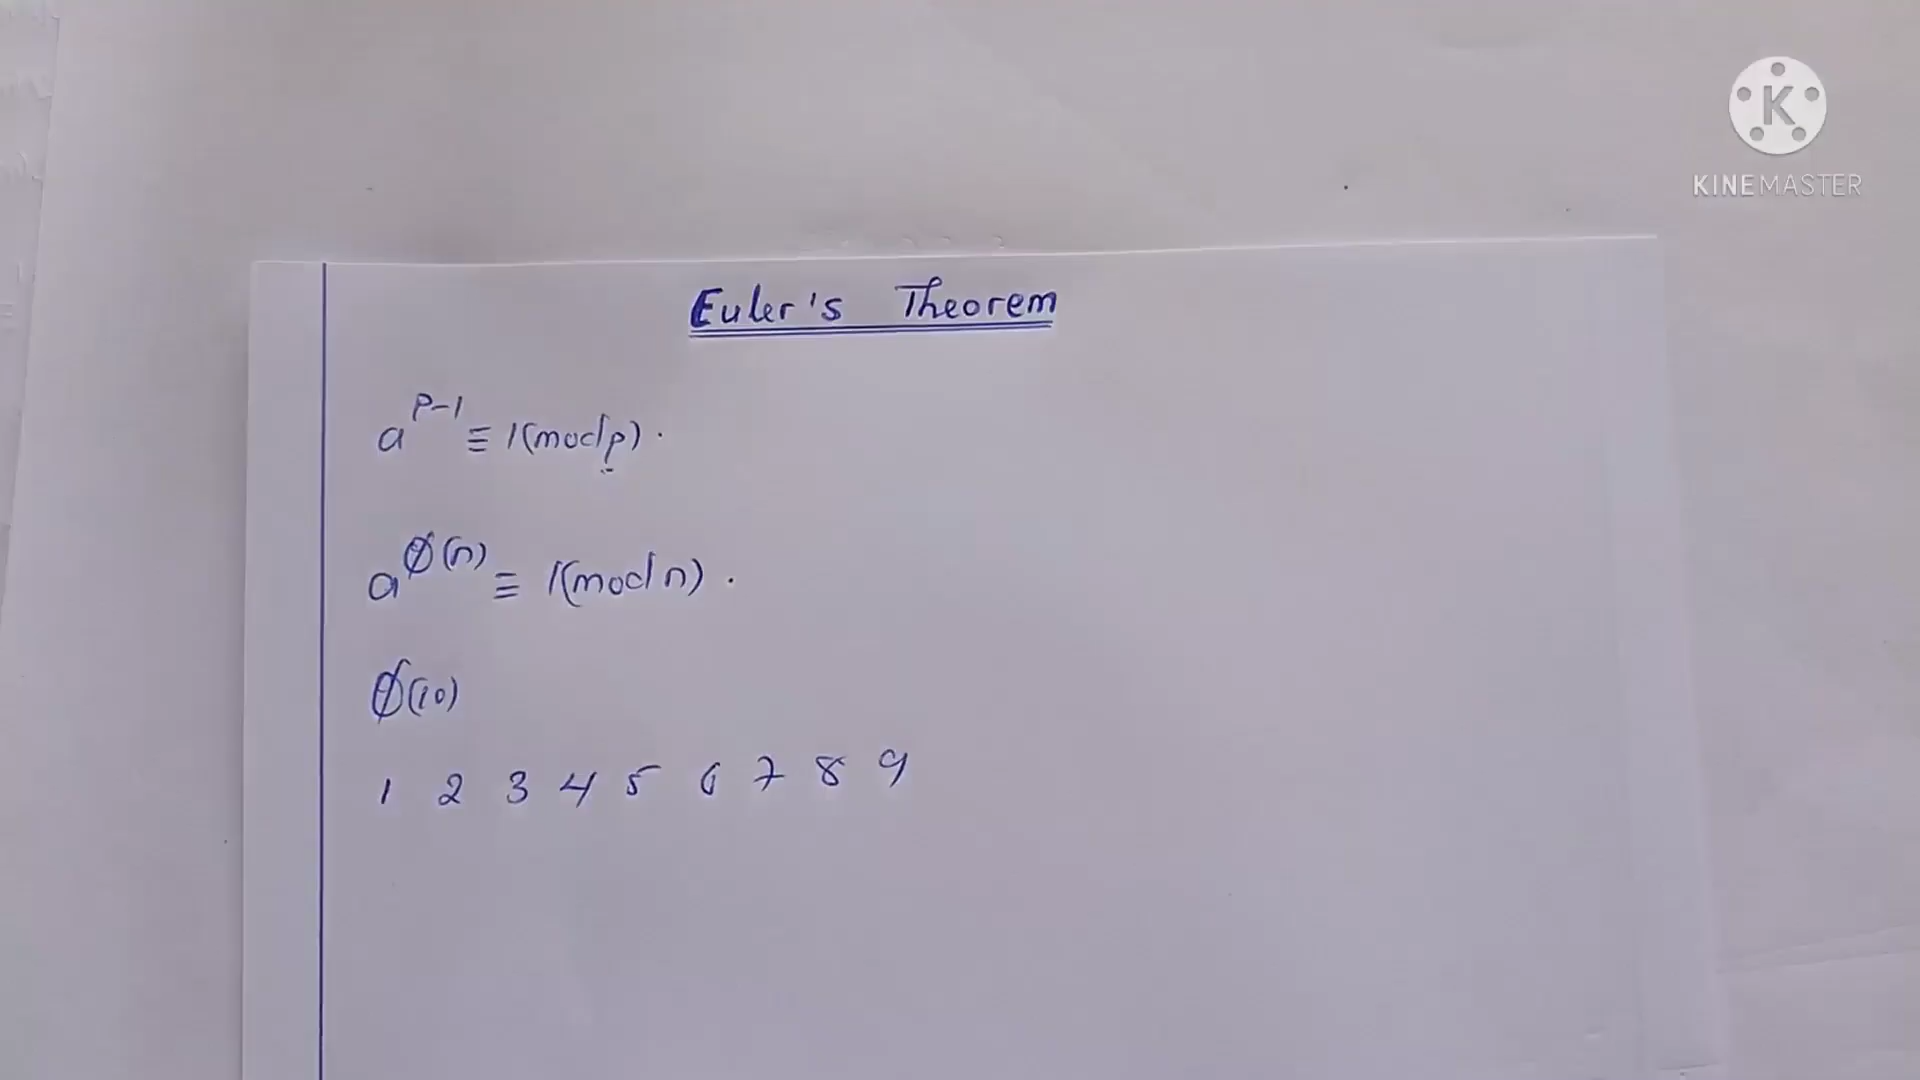 K
KINEMASTER
Euler's Theorem
a^{p-1} ≡ 1(mod p).
a^{Ø(n)} ≡ 1(mod n).
Ø(10)
1 2 3 4 5 6 7 8 9